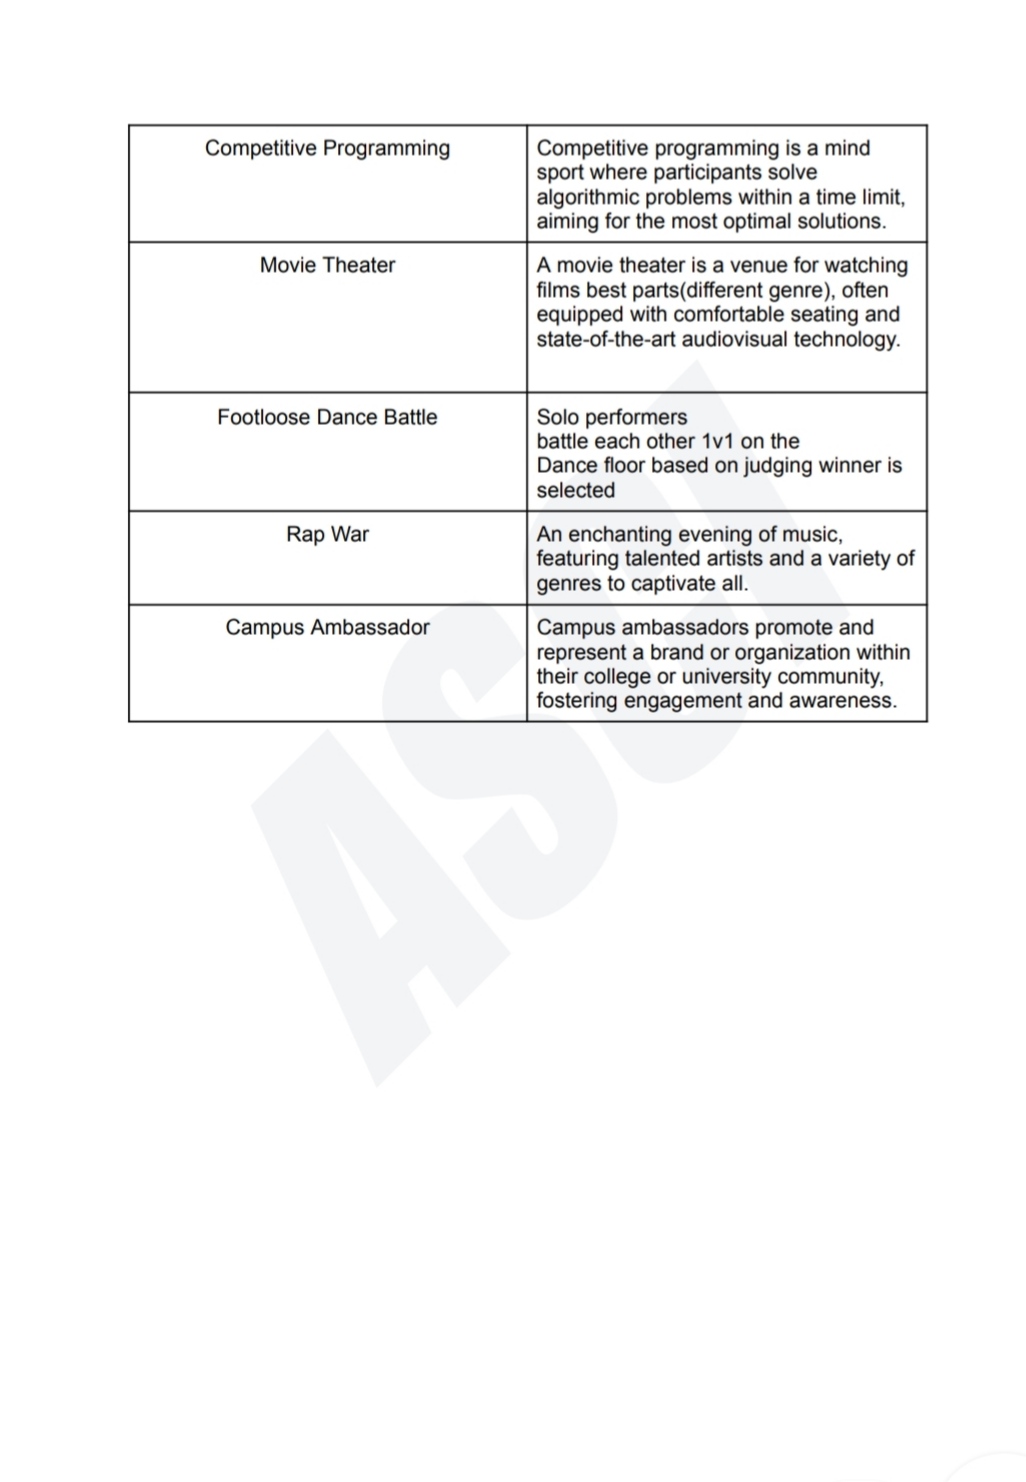 Competitive Programming
Competitive programming is a mind
sport where participants solve
algorithmic problems within a time limit,
aiming for the most optimal solutions.
Movie Theater
A movie theater is a venue for watching
films best parts(different genre), often
equipped with comfortable seating and
state-of-the-art audiovisual technology.
Footloose Dance Battle
Solo performers
battle each other 1v1 on the
Dance floor based on judging winner is
selected
Rap War
An enchanting evening of music,
featuring talented artists and a variety of
genres to captivate all.
Campus Ambassador
Campus ambassadors promote and
represent a brand or organization within
their college or university community,
fostering engagement and awareness.